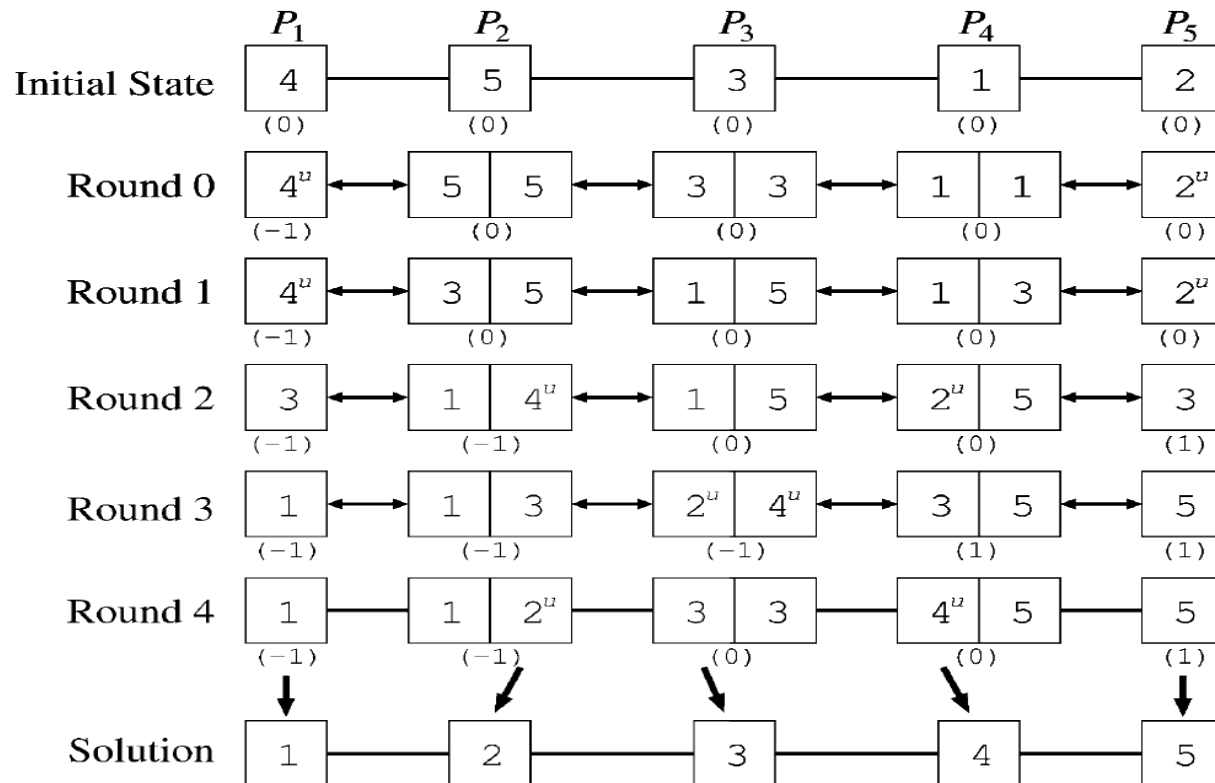 P₁ P₂ P₃ P₄ P₅
Initial State 4 5 3 1 2
(0) (0) (0) (0) (0)
Round 0 4ᵘ 5 5 3 3 1 1 2ᵘ
(-1) (0) (0) (0) (0)
Round 1 4ᵘ 3 5 1 5 1 3 2ᵘ
(-1) (0) (0) (0) (0)
Round 2 3 1 4ᵘ 1 5 2ᵘ 5 3
(-1) (-1) (0) (0) (1)
Round 3 1 1 3 2ᵘ 4ᵘ 3 5 5
(-1) (-1) (-1) (1) (1)
Round 4 1 1 2ᵘ 3 3 4ᵘ 5 5
(-1) (-1) (0) (0) (1)
Solution 1 2 3 4 5